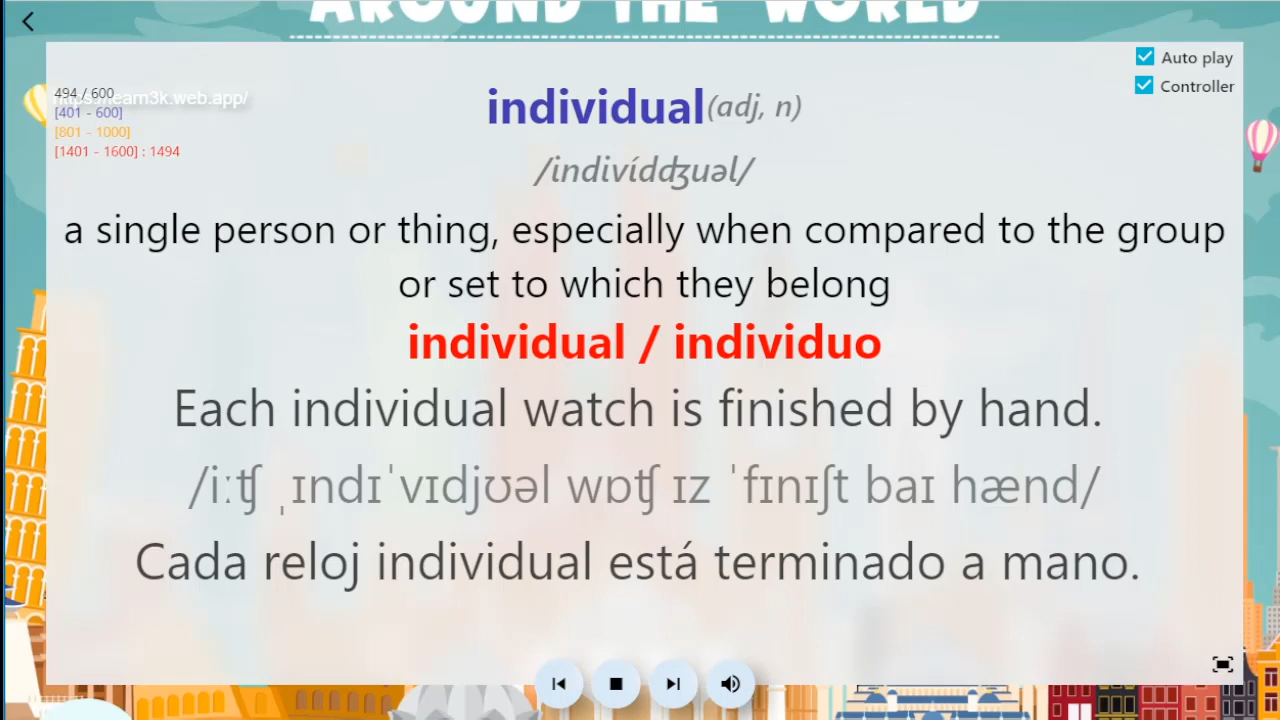 AROUND THE WORLD
Auto play
Controller
494 / 600
https://learn3k.web.app/
[401 - 600]
[801 - 1000]
[1401 - 1600] : 1494
individual(adj, n)
/indivídʤuəl/
a single person or thing, especially when compared to the group
or set to which they belong
individual / individuo
Each individual watch is finished by hand.
/iːʧ ˌɪndɪˈvɪdjʊəl wɒʧ ɪz ˈfɪnɪʃt baɪ hænd/
Cada reloj individual está terminado a mano.